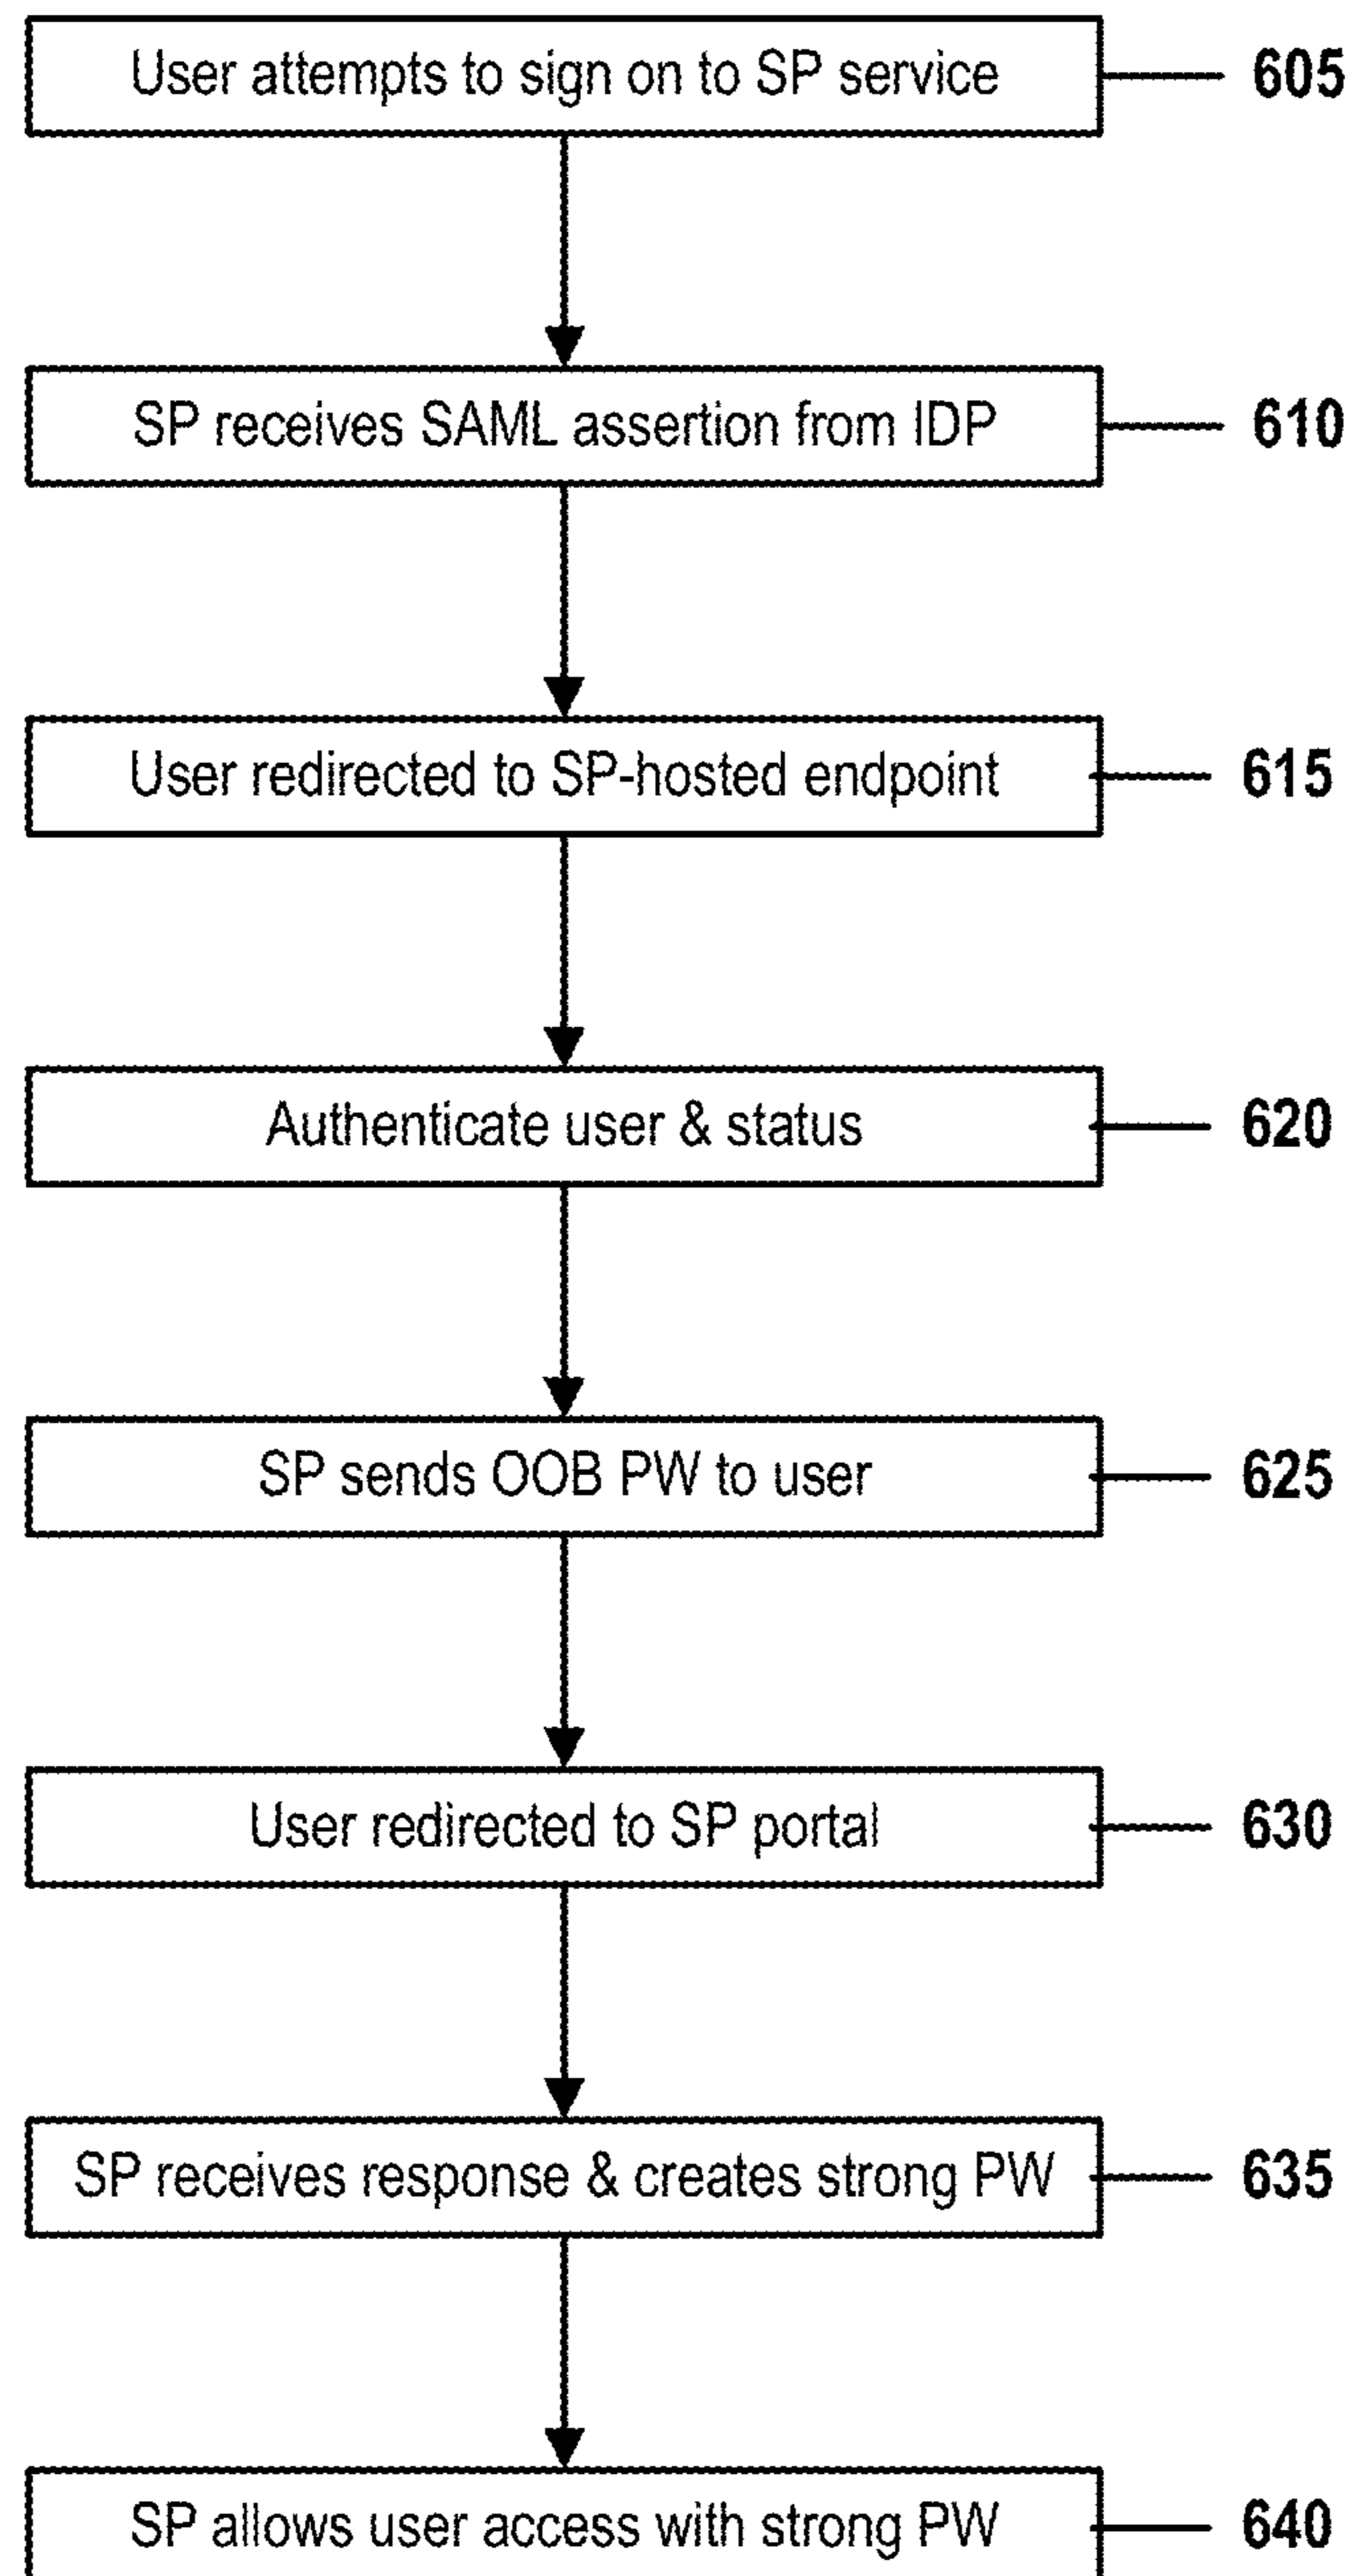 User attempts to sign on to SP service 605
SP receives SAML assertion from IDP 610
User redirected to SP-hosted endpoint 615
Authenticate user & status 620
SP sends OOB PW to user 625
User redirected to SP portal 630
SP receives response & creates strong PW 635
SP allows user access with strong PW 640